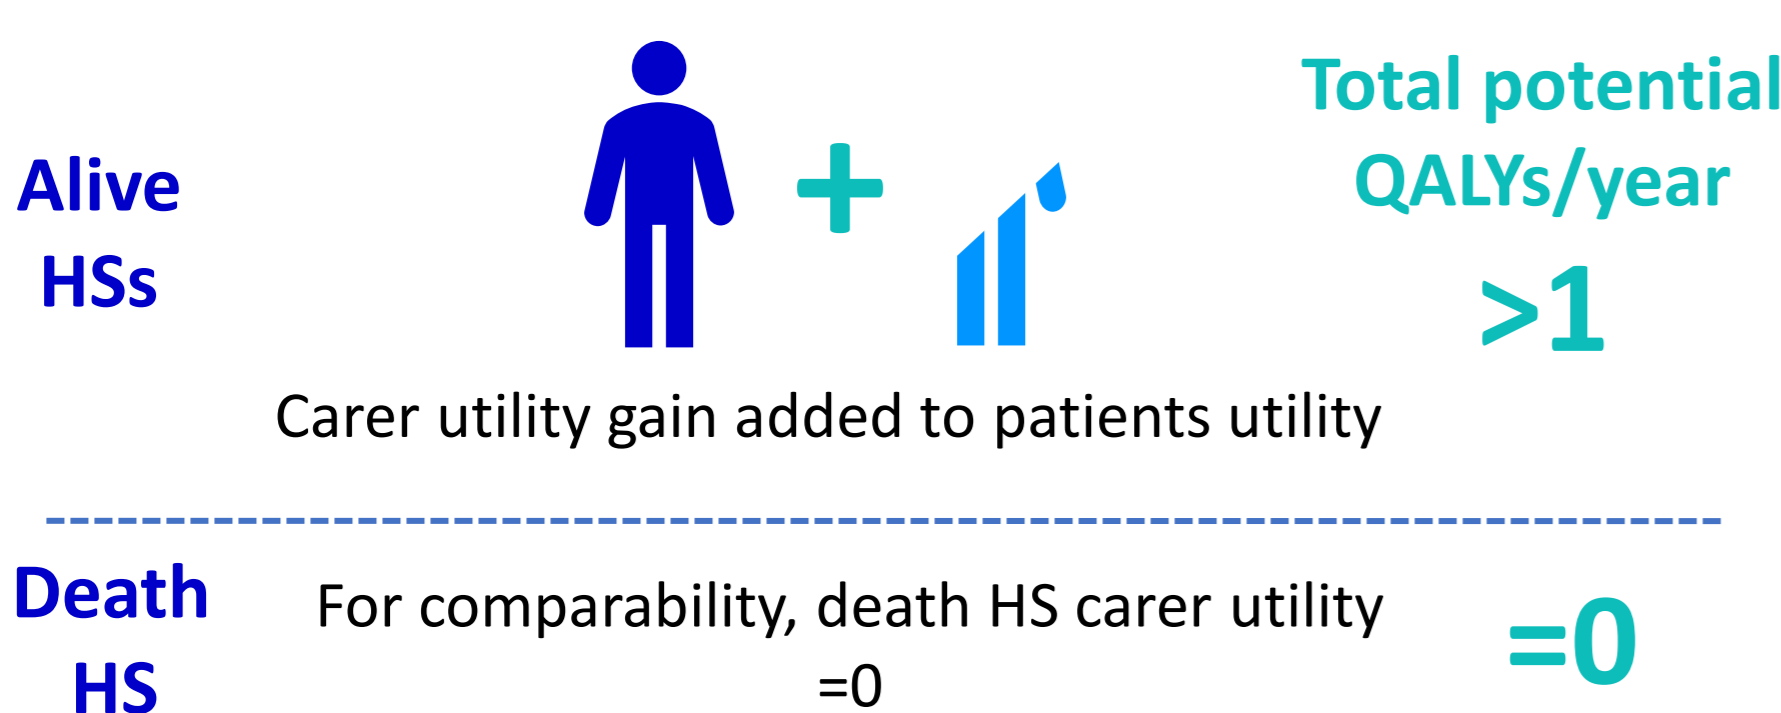 Alive
HSs
+
Total potential
QALYs/year
>1
Carer utility gain added to patients utility
Death
HS
For comparability, death HS carer utility
=0
=0